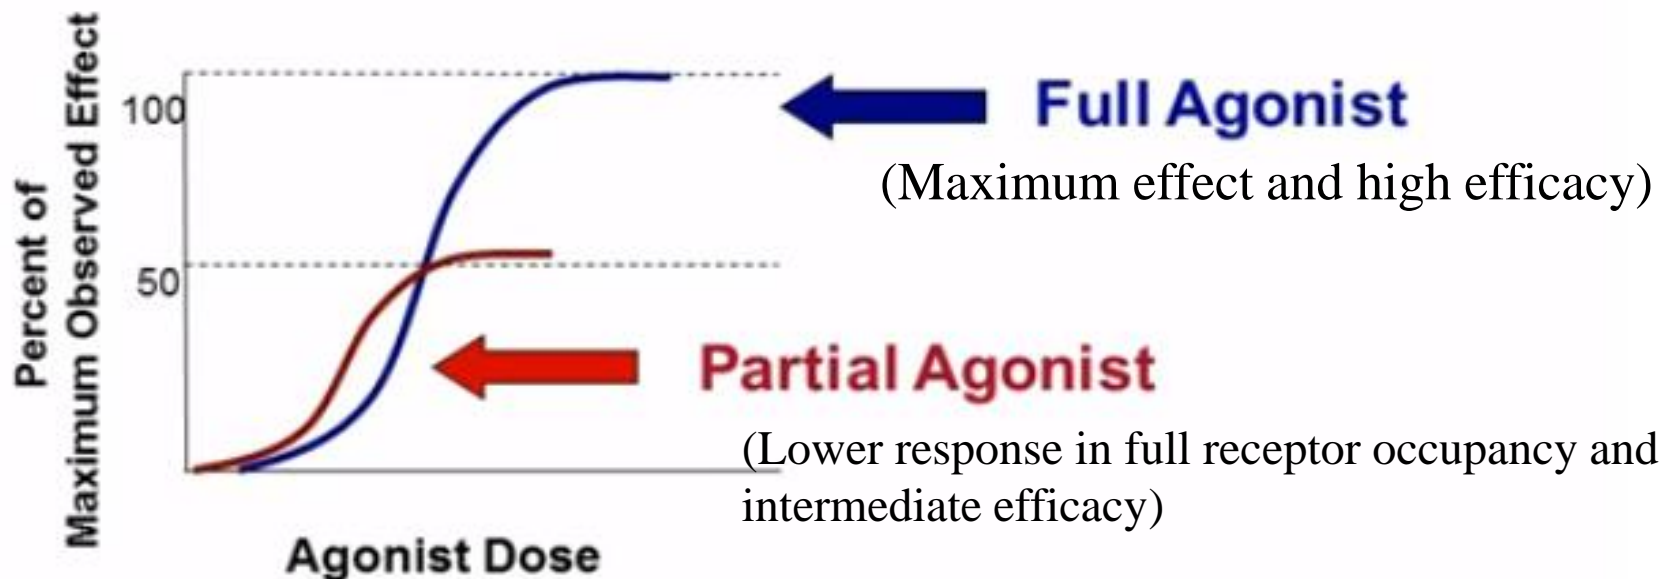 Percent of
Maximum Observed Effect
100
50
Full Agonist
(Maximum effect and high efficacy)
Partial Agonist
(Lower response in full receptor occupancy and
intermediate efficacy)
Agonist Dose